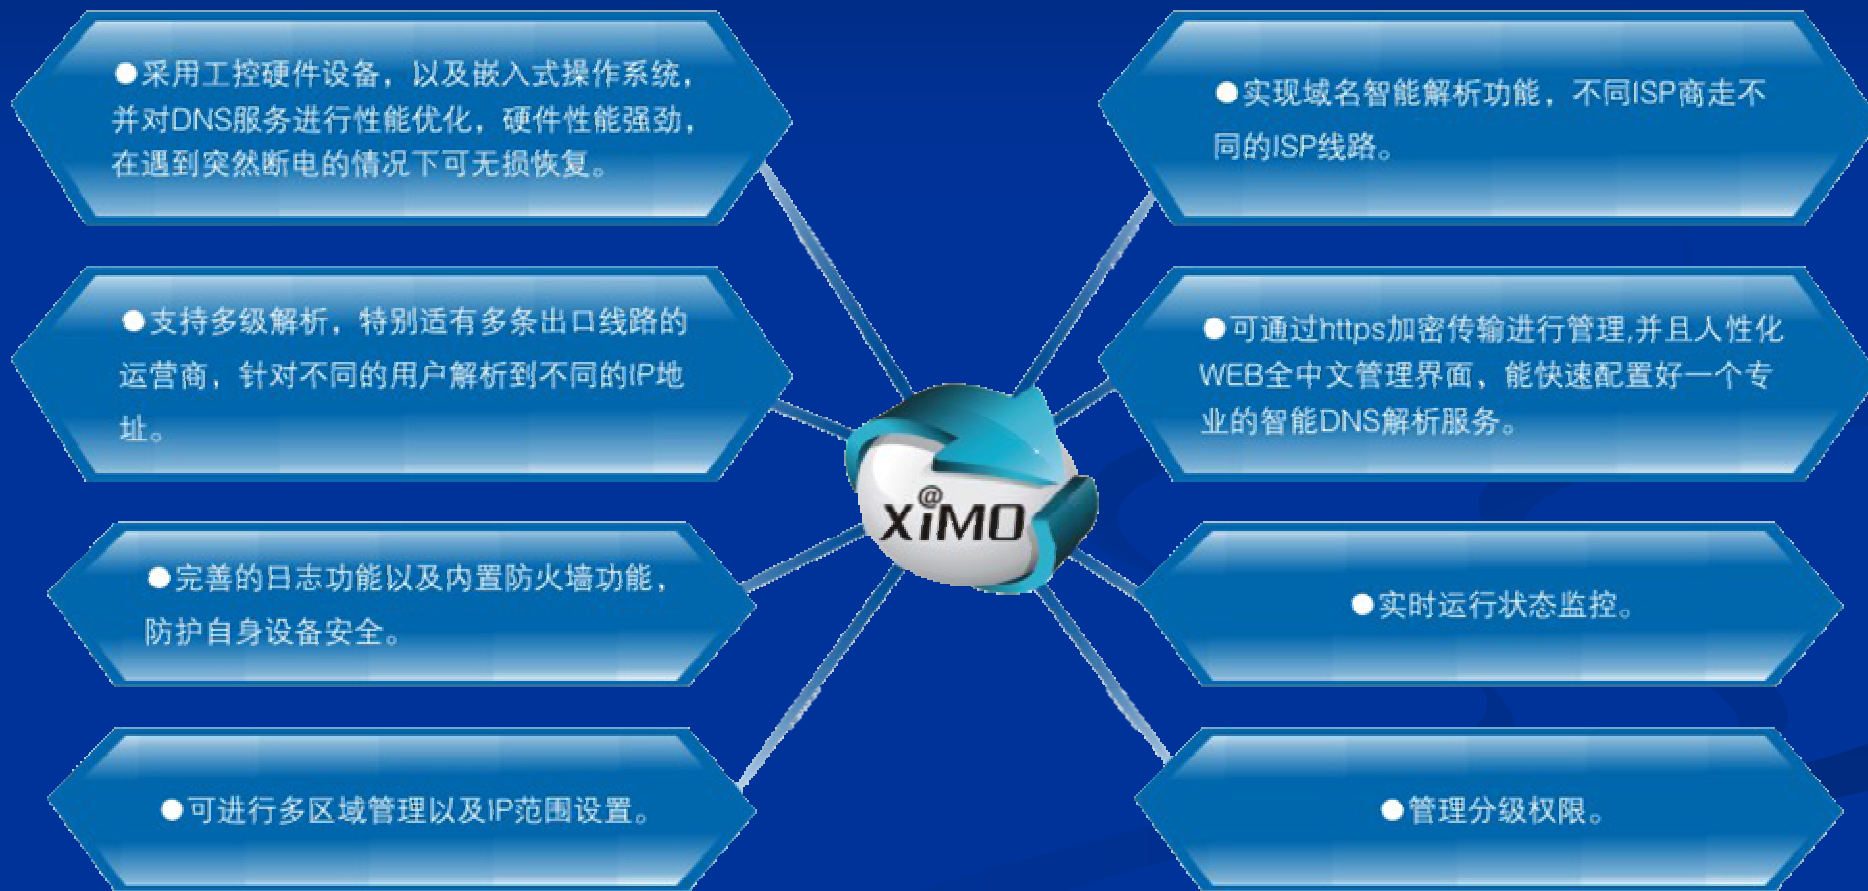 ●采用工控硬件设备，以及嵌入式操作系统，
并对DNS服务进行性能优化，硬件性能强劲，
在遇到突然断电的情况下可无损恢复。
●支持多级解析，特别适有多条出口线路的
运营商，针对不同的用户解析到不同的IP地
址。
●完善的日志功能以及内置防火墙功能，
防护自身设备安全。
●可进行多区域管理以及IP范围设置。
@
XiMO
●实现域名智能解析功能，不同ISP商走不
同的ISP线路。
●可通过https加密传输进行管理,并且人性化
WEB全中文管理界面，能快速配置好一个专
业的智能DNS解析服务。
●实时运行状态监控。
●管理分级权限。